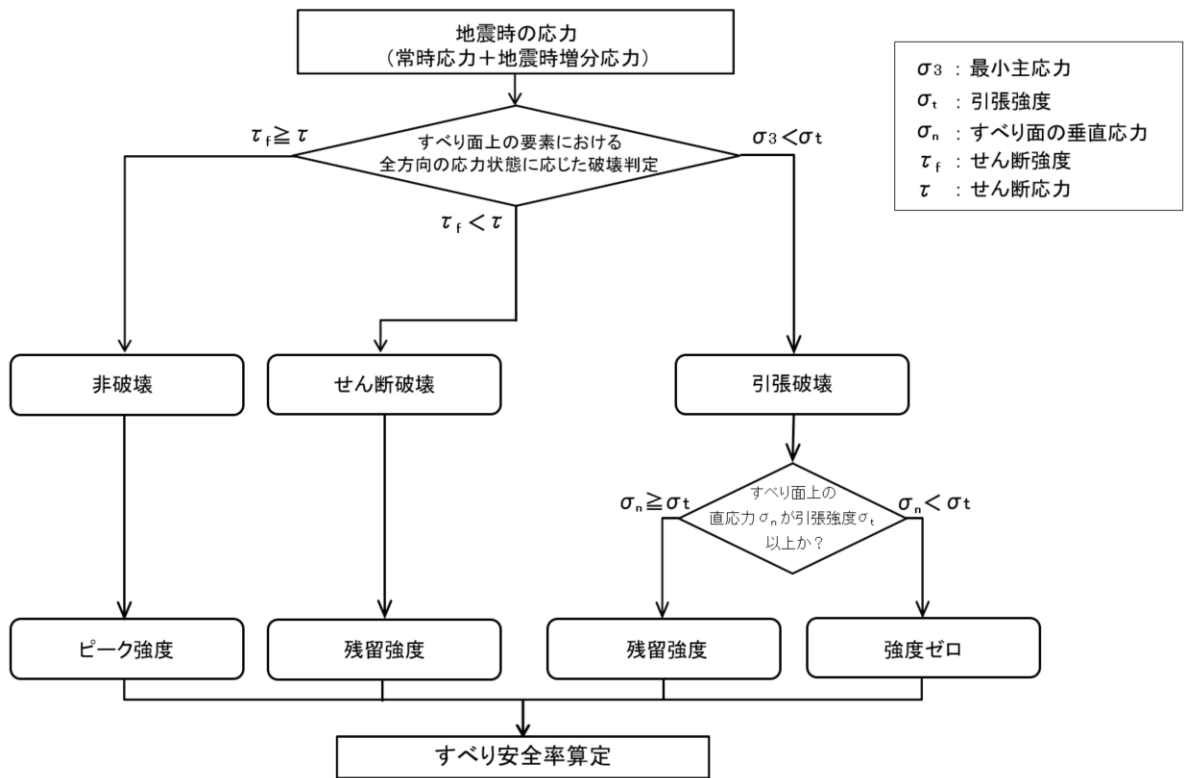 地震時の応力
（常時応力＋地震時増分応力）
σ3 ： 最小主応力
σt ： 引張強度
σn ： すべり面の垂直応力
τf ： せん断強度
τ ： せん断応力
τf≧τ
すべり面上の要素における
全方向の応力状態に応じた破壊判定
σ3＜σt
τf＜τ
非破壊
せん断破壊
引張破壊
σn≧σt
すべり面上の
直応力σnが引張強度σt
以上か？
σn＜σt
ピーク強度
残留強度
残留強度
強度ゼロ
すべり安全率算定